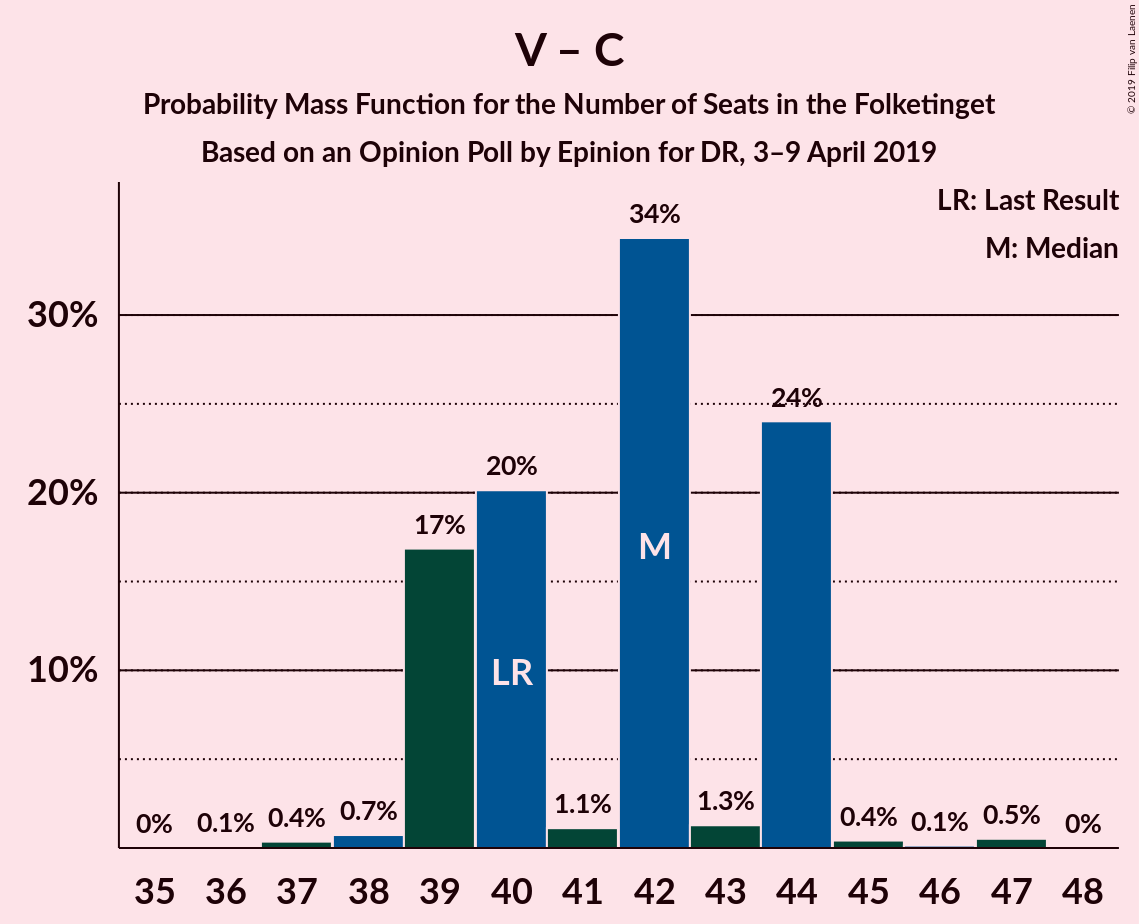 V – C
Probability Mass Function for the Number of Seats in the Folketinget
Based on an Opinion Poll by Epinion for DR, 3–9 April 2019
© 2019 Filip van Laenen
LR: Last Result
M: Median
34%
30%
24%
20%
20%
17%
M
LR
10%
0%
0.1%
0.4%
0.7%
1.1%
1.3%
0.4%
0.1%
0.5%
0%
35 36 37 38 39 40 41 42 43 44 45 46 47 48